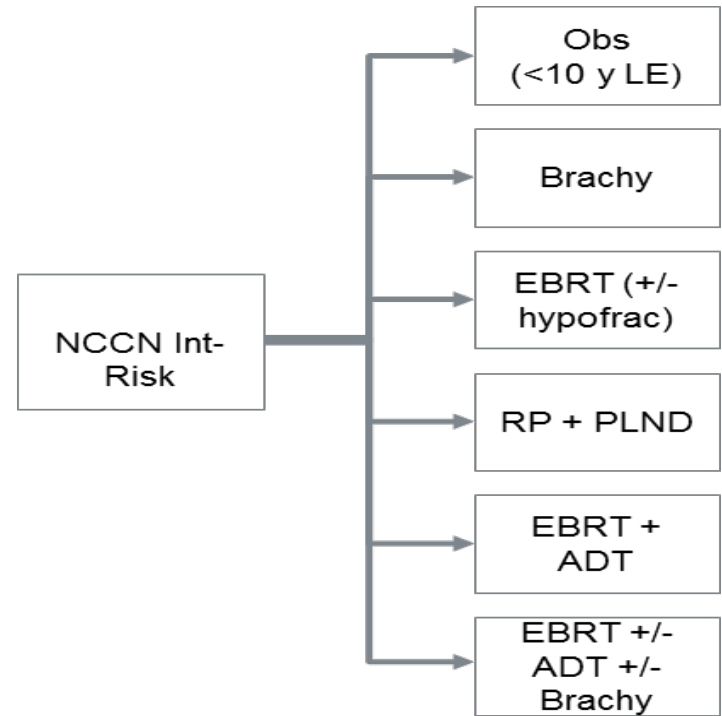 Obs
(<10 y LE)
Brachy
EBRT (+/-
hypofrac)
NCCN Int-
Risk
RP + PLND
EBRT +
ADT
EBRT +/-
ADT +/-
Brachy